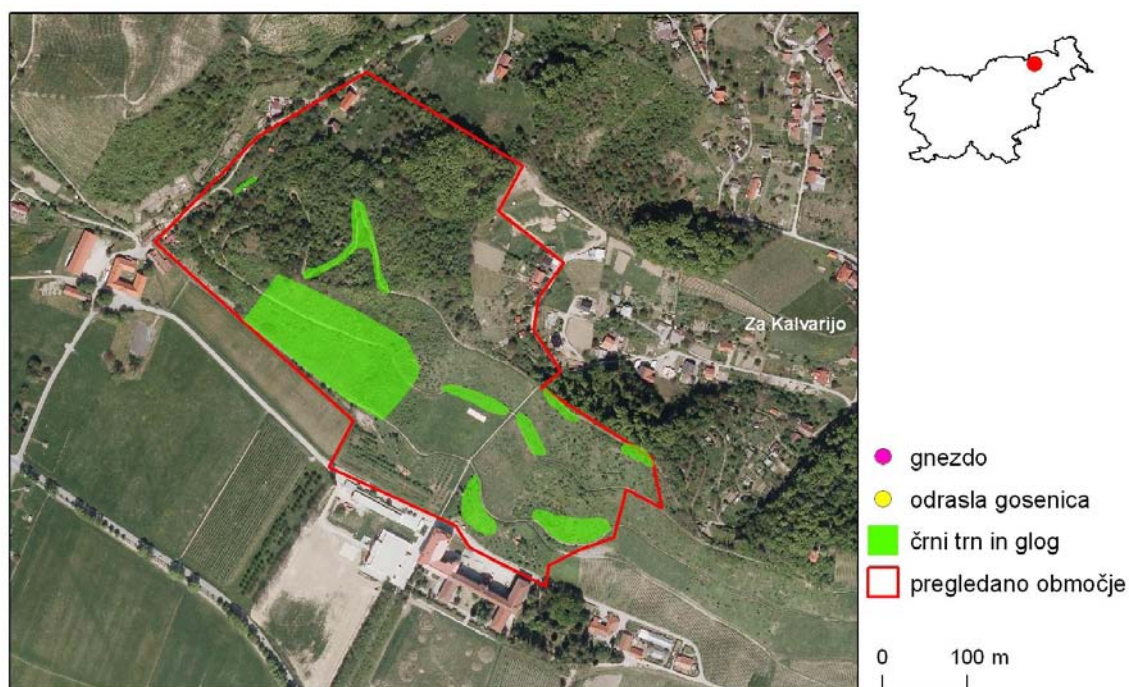 Za Kalvarijo
gnezdo
odrasla gosenica
črni trn in glog
pregledano območje
0 100 m